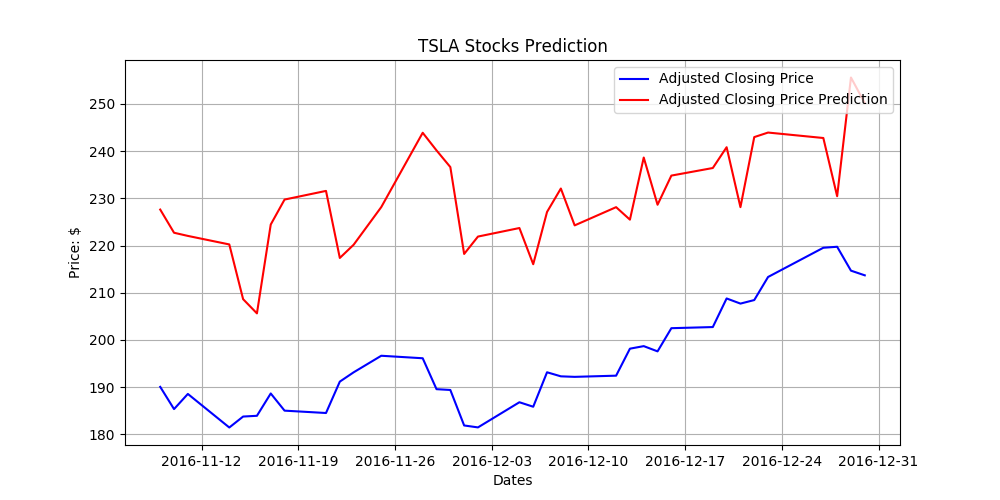 TSLA Stocks Prediction
Adjusted Closing Price
Adjusted Closing Price Prediction
250
240
230
220
210
200
190
180
Price: $
2016-11-12 2016-11-19 2016-11-26 2016-12-03 2016-12-10 2016-12-17 2016-12-24 2016-12-31
Dates